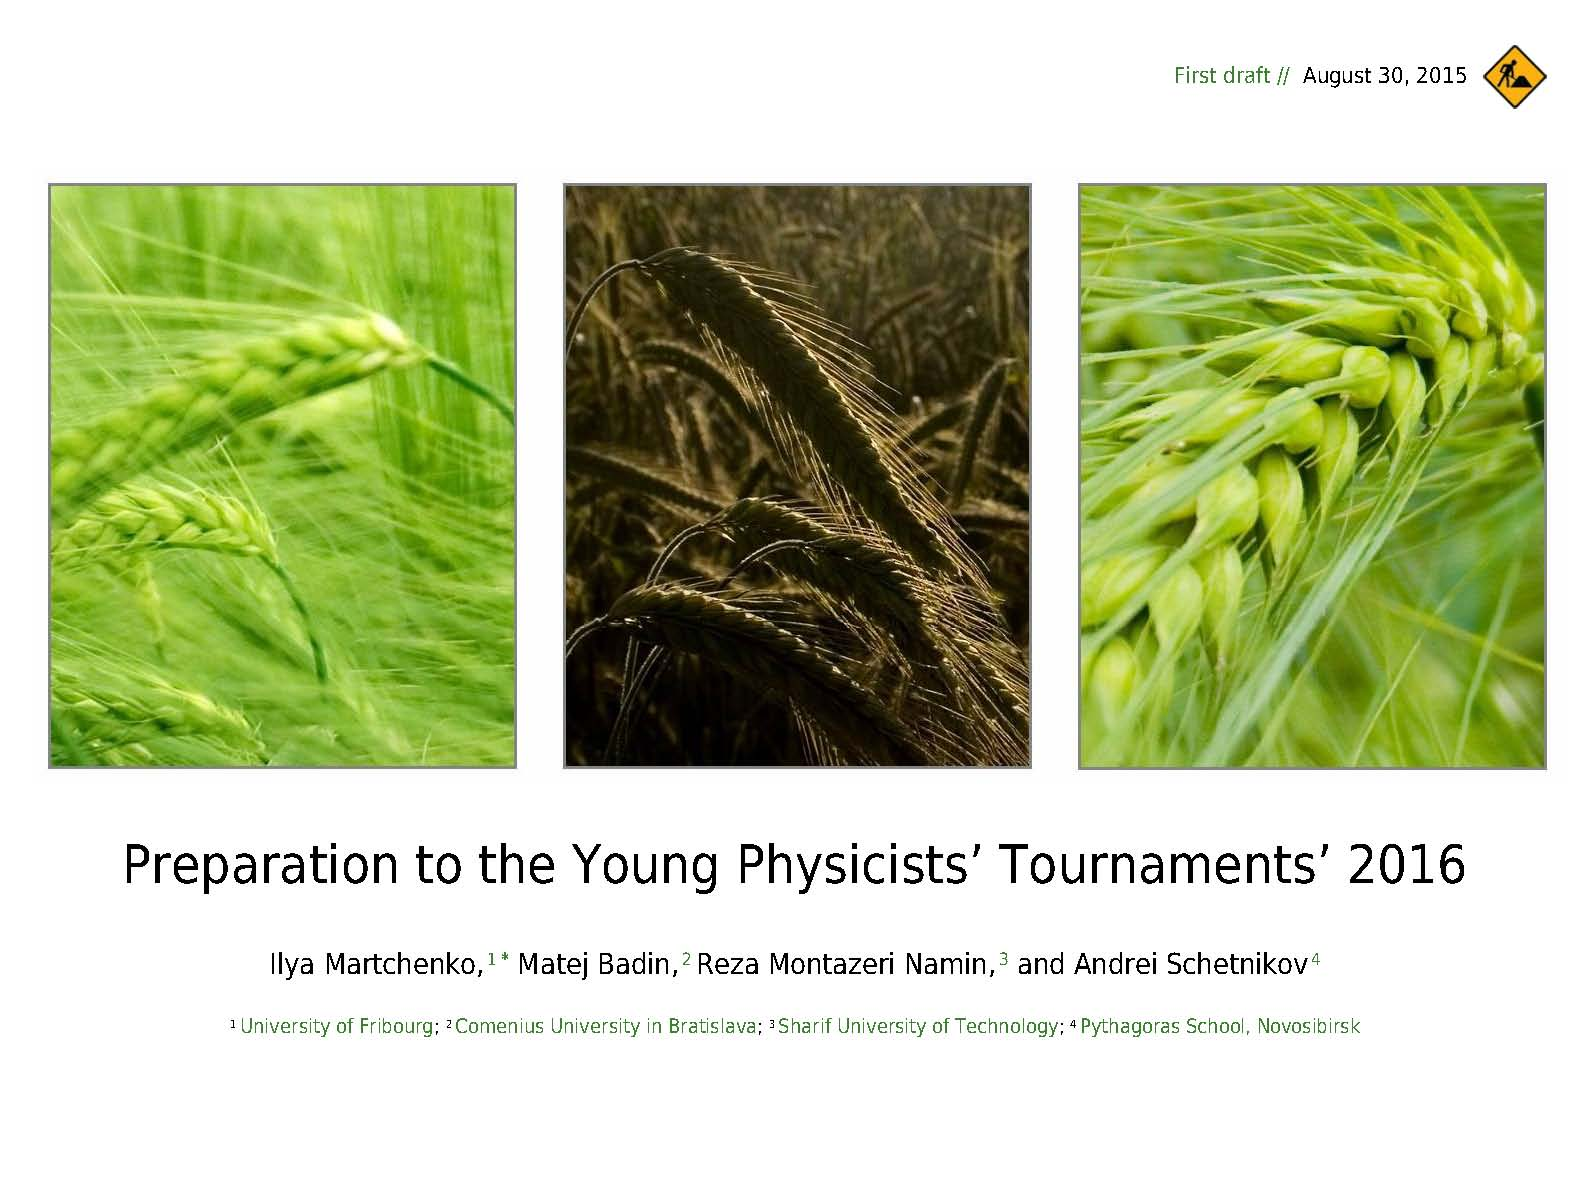 First draft // August 30, 2015
Preparation to the Young Physicists’ Tournaments’ 2016
Ilya Martchenko,¹* Matej Badin,² Reza Montazeri Namin,³ and Andrei Schetnikov⁴
¹ University of Fribourg; ² Comenius University in Bratislava; ³ Sharif University of Technology; ⁴ Pythagoras School, Novosibirsk